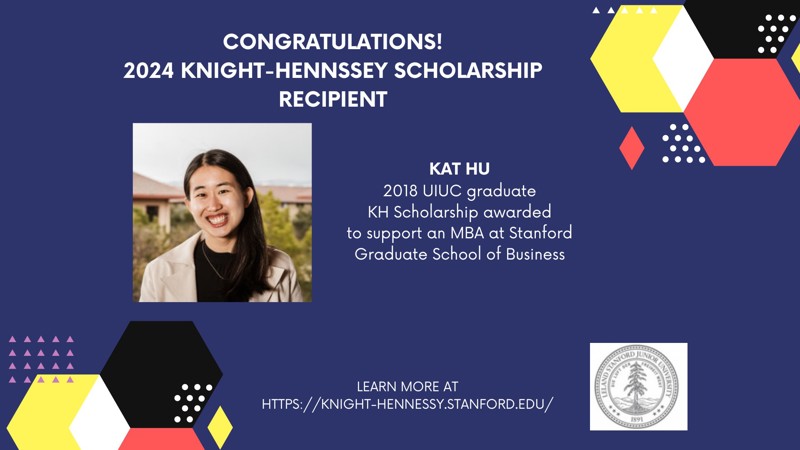 CONGRATULATIONS!
2024 KNIGHT-HENNSSEY SCHOLARSHIP
RECIPIENT
KAT HU
2018 UIUC graduate
KH Scholarship awarded
to support an MBA at Stanford
Graduate School of Business
LEARN MORE AT
HTTPS://KNIGHT-HENNESSY.STANFORD.EDU/
LELAND STANFORD JUNIOR UNIVERSITY
1891